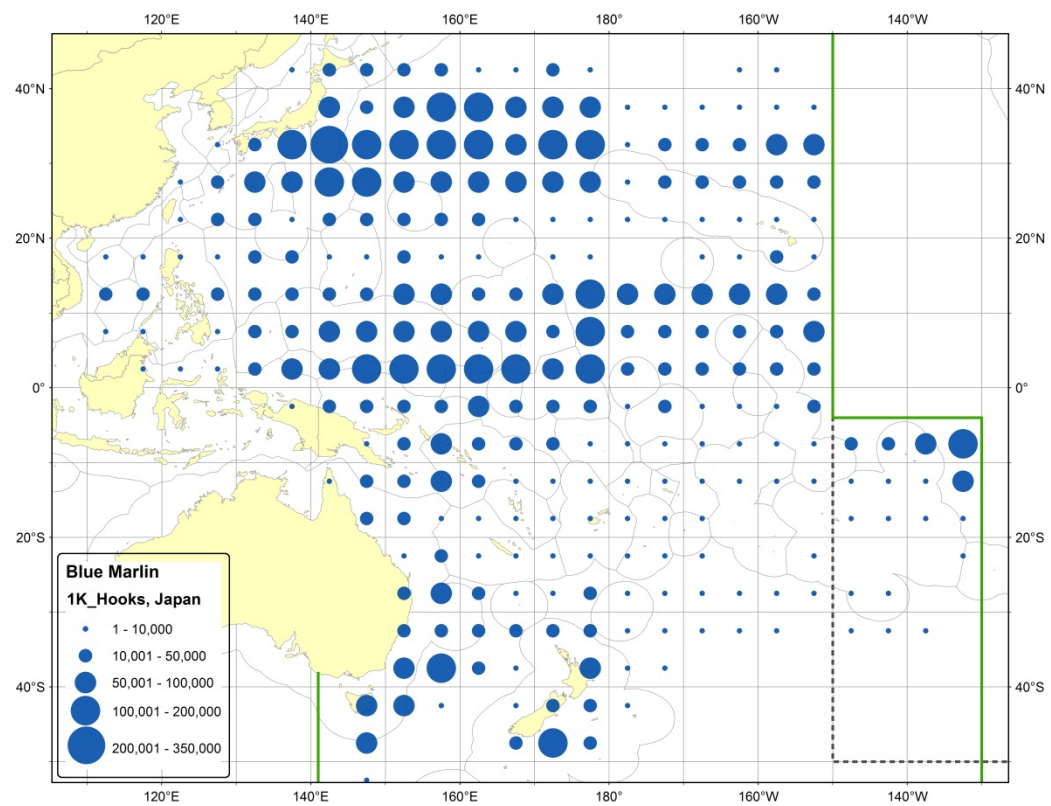 120°E 140°E 160°E 180° 160°W 140°W
40°N 40°N
20°N 20°N
0° 0°
20°S 20°S
40°S 40°S
Blue Marlin
1K_Hooks, Japan
1 - 10,000
10,001 - 50,000
50,001 - 100,000
100,001 - 200,000
200,001 - 350,000
120°E 140°E 160°E 180° 160°W 140°W